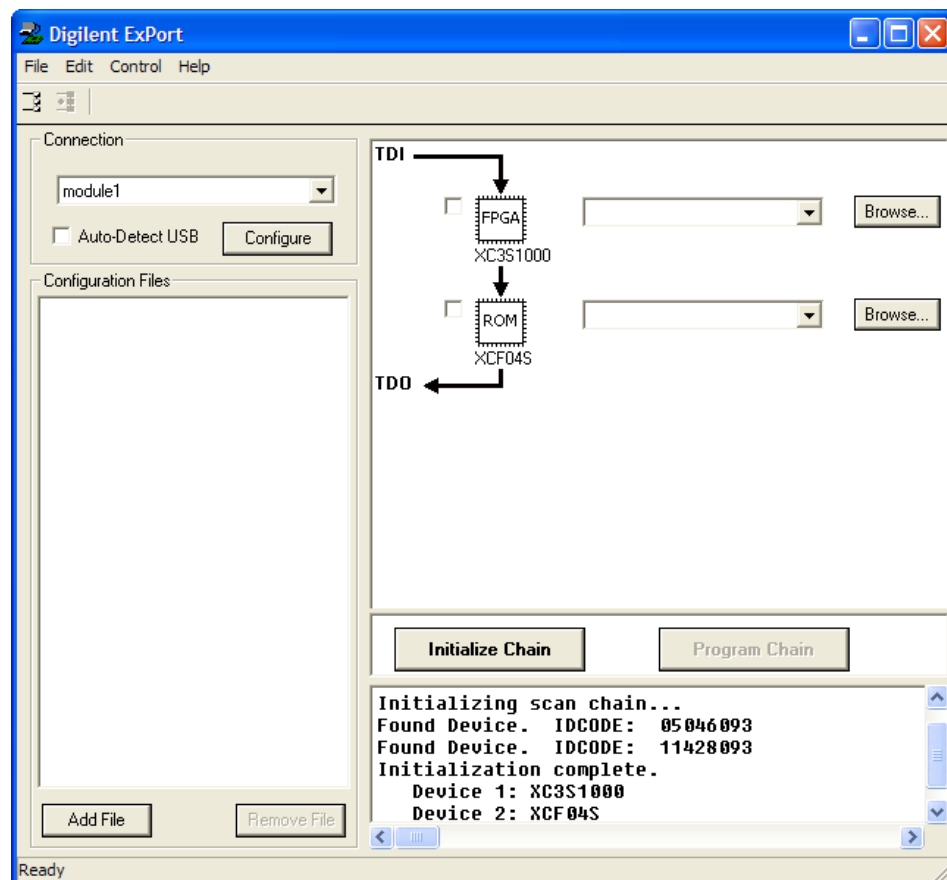 Digilent ExPort
File Edit Control Help
Connection
module1
Auto-Detect USB
Configure
Configuration Files
Add File
Remove File
TDI
FPGA
XC3S1000
Browse...
ROM
XCF04S
Browse...
TDO
Initialize Chain
Program Chain
Initializing scan chain...
Found Device. IDCODE: 05046093
Found Device. IDCODE: 11428093
Initialization complete.
Device 1: XC3S1000
Device 2: XCF04S
Ready